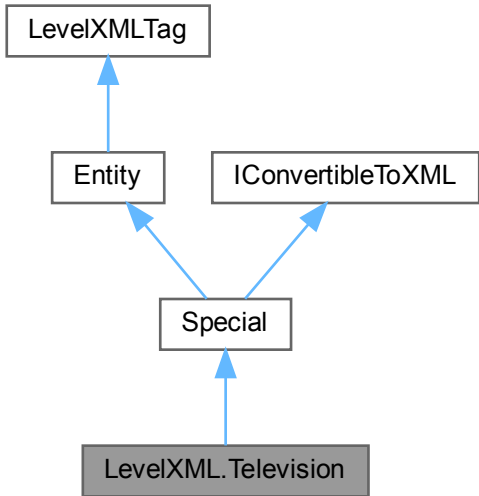 LevelXMLTag
Entity
IConvertibleToXML
Special
LevelXML.Television